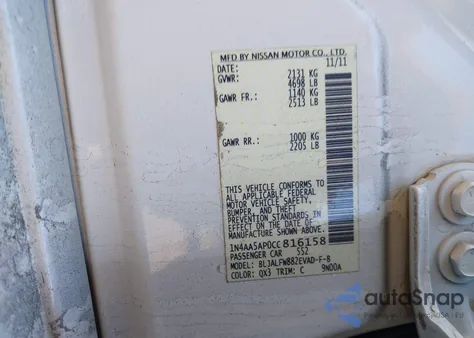 MFD BY NISSAN MOTOR CO., LTD.
DATE: 11/11
GVWR: 2131 KG
4698 LB
GAWR FR.: 1140 KG
2513 LB
GAWR RR.: 1000 KG
2205 LB
THIS VEHICLE CONFORMS TO
ALL APPLICABLE FEDERAL
MOTOR VEHICLE SAFETY,
BUMPER, AND THEFT
PREVENTION STANDARDS IN
EFFECT ON THE DATE OF
MANUFACTURE SHOWN ABOVE.
1N4AA5AP0CC816158
PASSENGER CAR 552
MODEL: BLJALFW882EVAD-F-B
COLOR: QX3 TRIM: C 9N00A
autoSnap